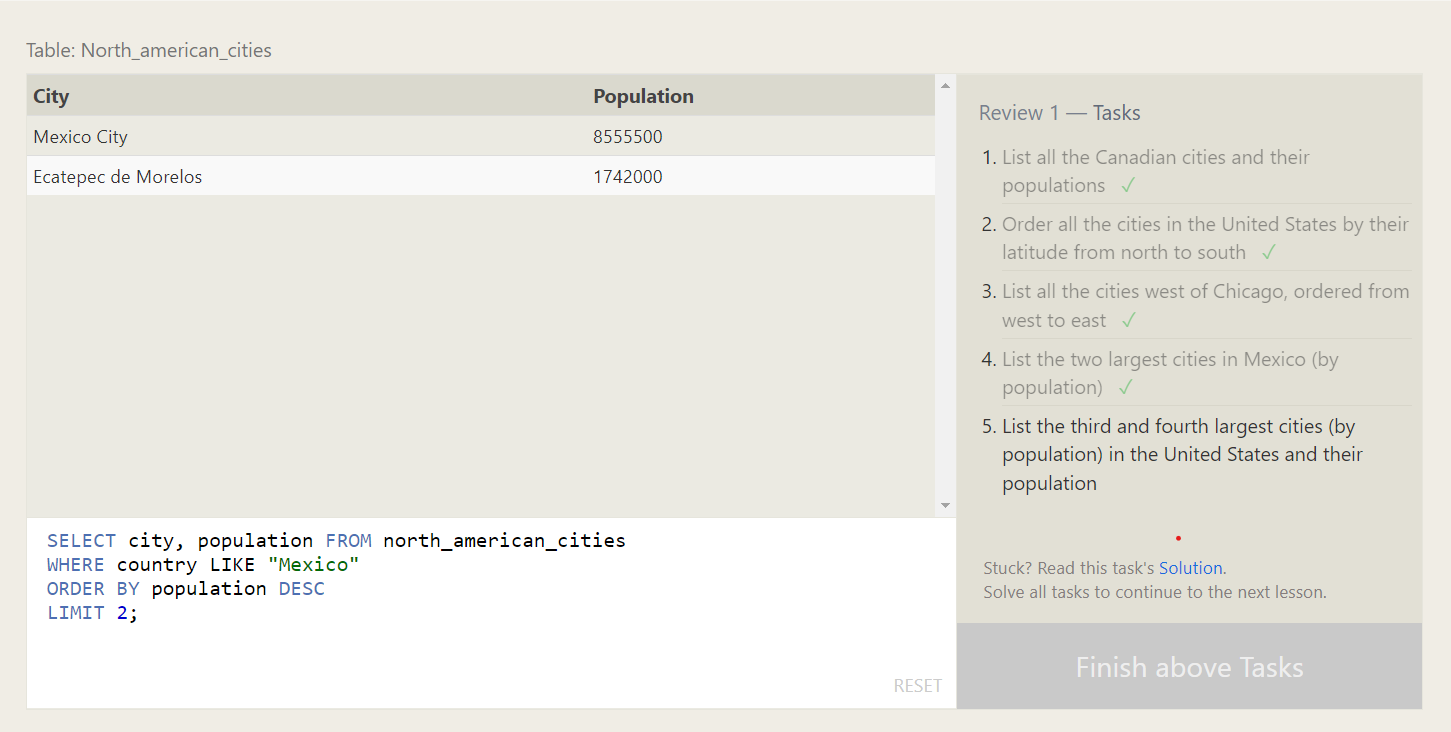 Table: North_american_cities
City Population
Mexico City 8555500
Ecatepec de Morelos 1742000
SELECT city, population FROM north_american_cities
WHERE country LIKE "Mexico"
ORDER BY population DESC
LIMIT 2;
RESET
Review 1 — Tasks
1. List all the Canadian cities and their
populations ✓
2. Order all the cities in the United States by their
latitude from north to south ✓
3. List all the cities west of Chicago, ordered from
west to east ✓
4. List the two largest cities in Mexico (by
population) ✓
5. List the third and fourth largest cities (by
population) in the United States and their
population
Stuck? Read this task's Solution.
Solve all tasks to continue to the next lesson.
Finish above Tasks